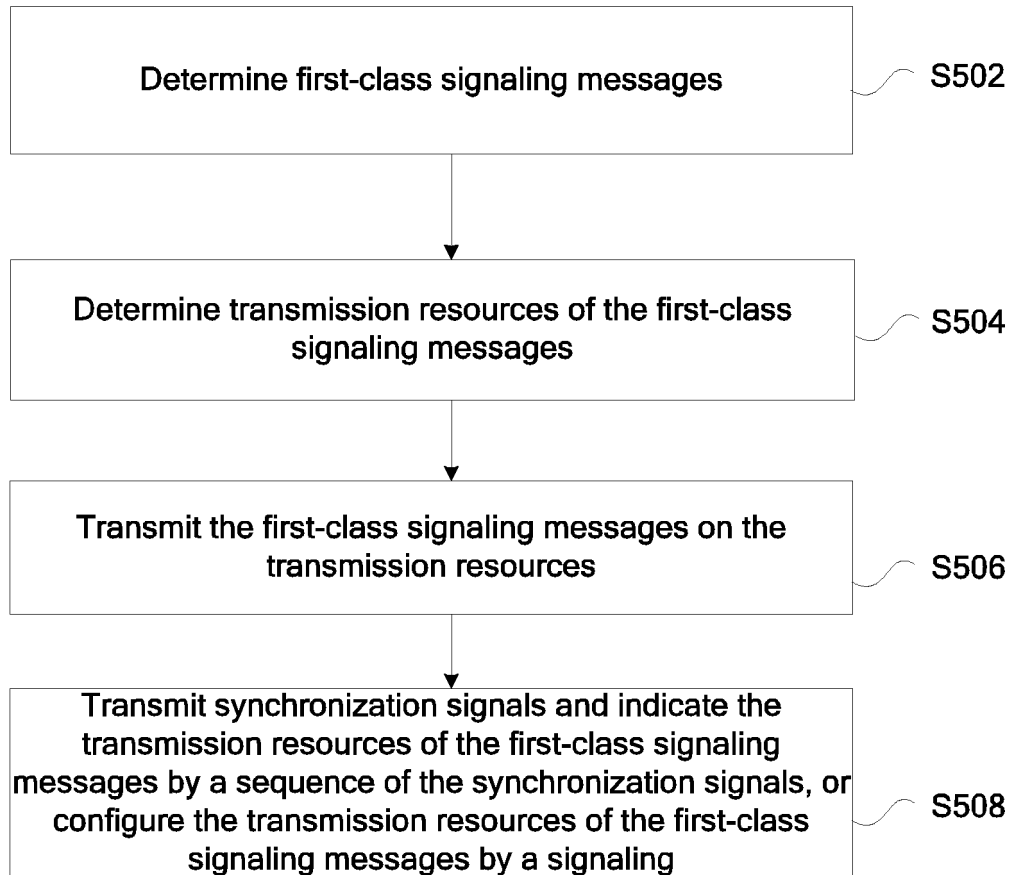 Determine first-class signaling messages
S502
Determine transmission resources of the first-class
signaling messages
S504
Transmit the first-class signaling messages on the
transmission resources
S506
Transmit synchronization signals and indicate the
transmission resources of the first-class signaling
messages by a sequence of the synchronization signals, or
configure the transmission resources of the first-class
signaling messages by a signaling
S508